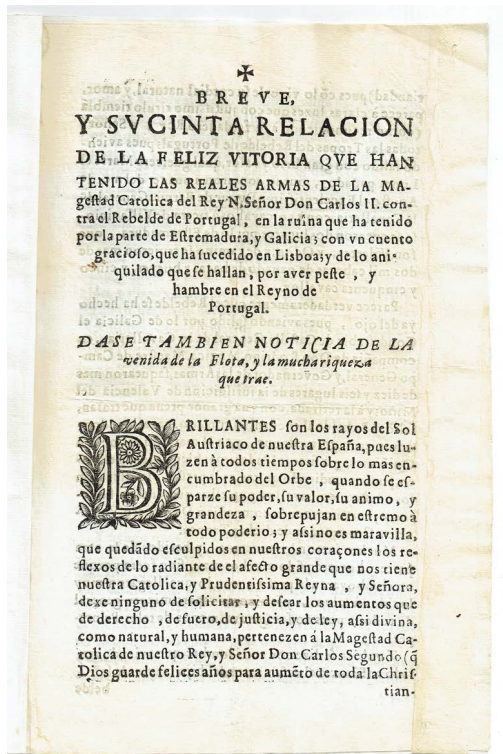 ✠
BREVE,
Y SVCINTA RELACION
DE LA FELIZ VITORIA QVE HAN
TENIDO LAS REALES ARMAS DE LA MA-
gestad Catolica del Rey N. Señor Don Carlos II. con-
tra el Rebelde de Portugal, en la ruina que ha tenido
por la parte de Estremadura, y Galicia; con vn cuento
gracioso, que ha sucedido en Lisboa; y de lo ani-
quilado que se hallan, por aver peste, y
hambre en el Reyno de
Portugal.
DASE TAMBIEN NOTICIA DE LA
venida de la Flota, y la mucha riqueza
que trae.
BRILLANTES son los rayos del Sol
Austriaco de nuestra España, pues lu-
zen à todos tiempos sobre lo mas en-
cumbrado del Orbe, quando se es-
parze su poder, su valor, su animo, y
grandeza, sobrepujan en estremo à
todo poderio; y assi no es maravilla,
que quedãdo esculpidos en nuestros coraçones los re-
flexos de lo radiante de el afecto grande que nos tiene
nuestra Catolica, y Prudentissima Reyna, y Señora,
dexe ninguno de solicitar, y desear los aumentos que
de derecho, de fuero, de justicia, y de ley, assi divina,
como natural, y humana, pertenezen á la Magestad Ca-
tolica de nuestro Rey, y Señor Don Carlos Segundo (q̃
Dios guarde felices años para aumẽto de toda la Chris-
tian-